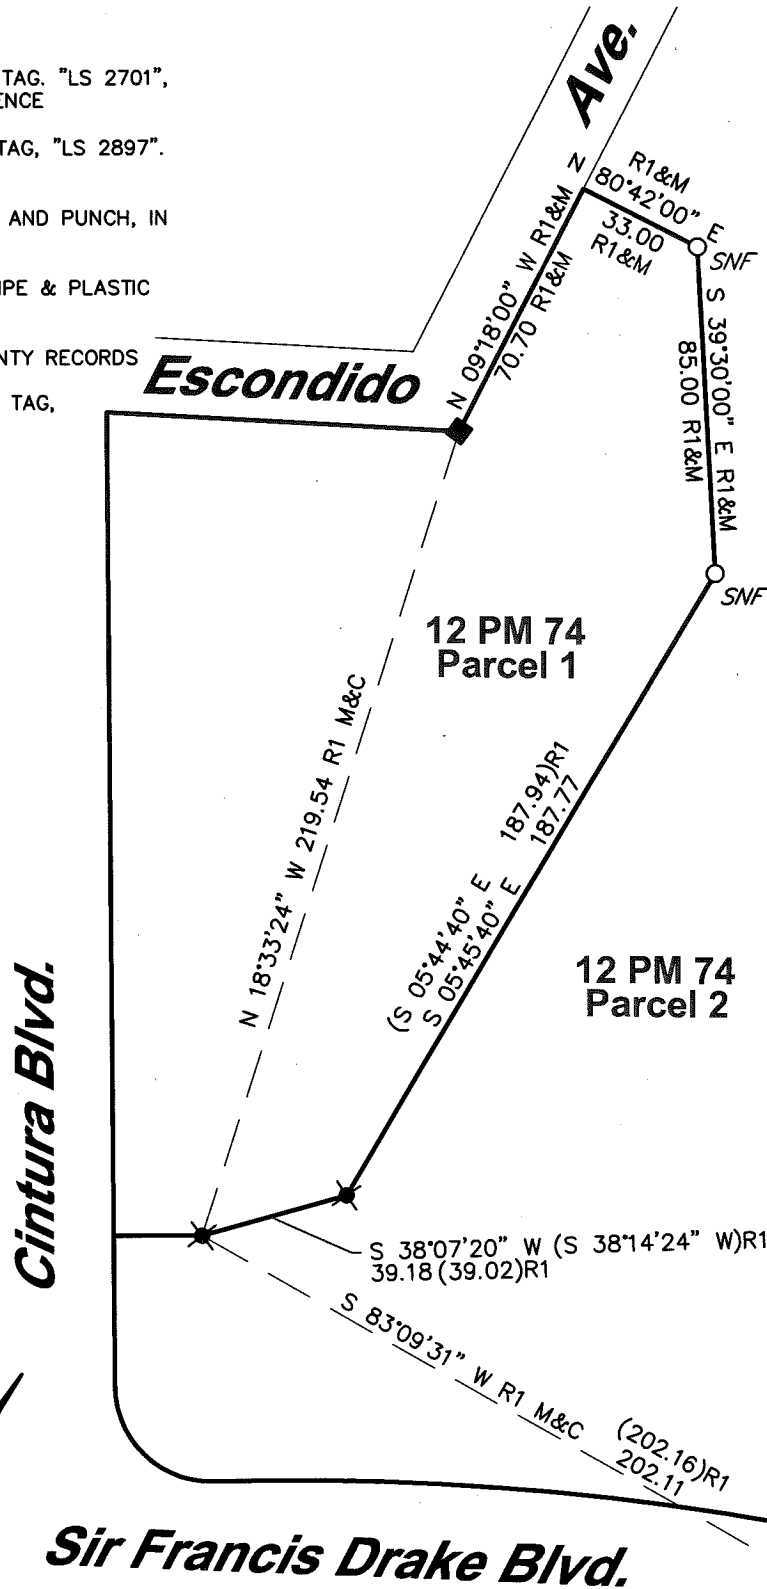 TAG. "LS 2701",
ENCE
TAG, "LS 2897".
AND PUNCH, IN
IPE & PLASTIC
NTY RECORDS
TAG,
Escondido
Ave.
N 80°42'00" E
R1&M
33.00
R1&M
SNF
N 09°18'00" W R1&M
70.70 R1&M
S 39°30'00" E R1&M
85.00 R1&M
SNF
12 PM 74
Parcel 1
N 18°33'24" W 219.54 R1 M&C
(S 05°44'40" E 187.94)R1
S 05°45'40" E 187.77
12 PM 74
Parcel 2
Cintura Blvd.
S 38°07'20" W (S 38°14'24" W)R1
39.18 (39.02)R1
S 83°09'31" W R1 M&C
(202.16)R1
202.11
Sir Francis Drake Blvd.